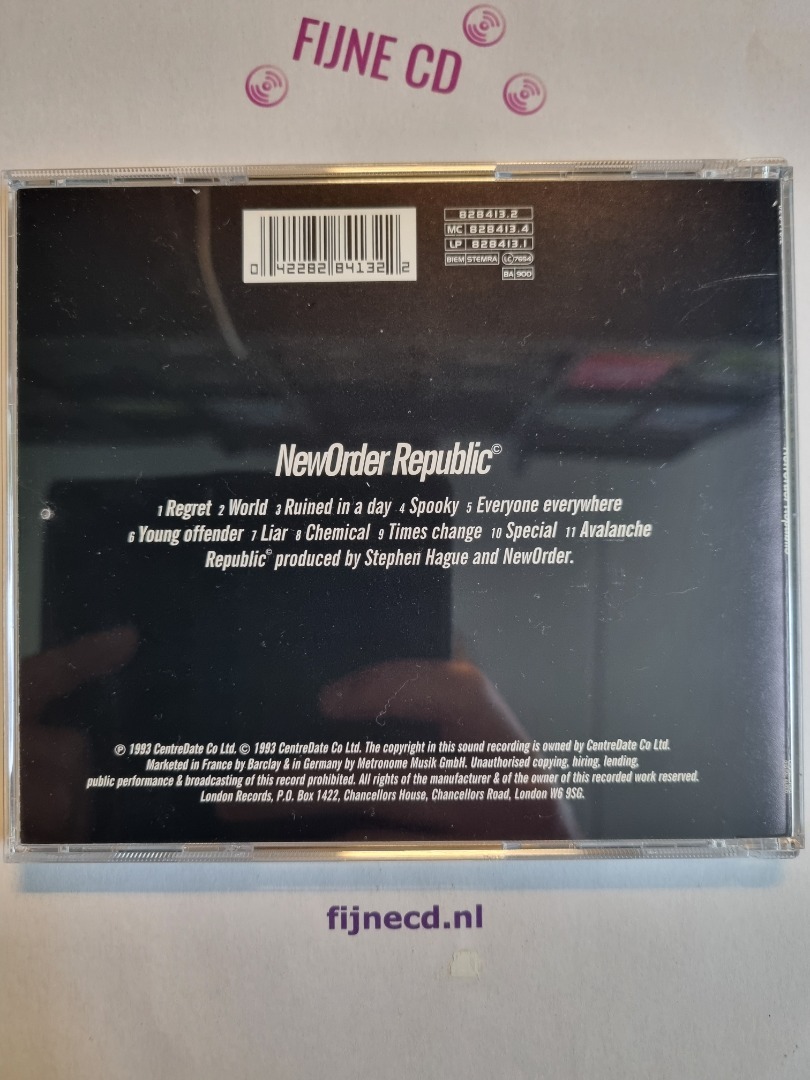 FIJNE CD
0 42282 84132 2
828413.2
MC 828413.4
LP 828413.1
BIEM STEMRA LC 7654
BA 900
NewOrder Republic©
1 Regret 2 World 3 Ruined in a day 4 Spooky 5 Everyone everywhere
6 Young offender 7 Liar 8 Chemical 9 Times change 10 Special 11 Avalanche
Republic© produced by Stephen Hague and NewOrder.
℗ 1993 CentreDate Co Ltd. © 1993 CentreDate Co Ltd. The copyright in this sound recording is owned by CentreDate Co Ltd.
Marketed in France by Barclay & in Germany by Metronome Musik GmbH. Unauthorised copying, hiring, lending,
public performance & broadcasting of this record prohibited. All rights of the manufacturer & of the owner of this recorded work reserved.
London Records, P.O. Box 1422, Chancellors House, Chancellors Road, London W6 9SG.
fijnecd.nl